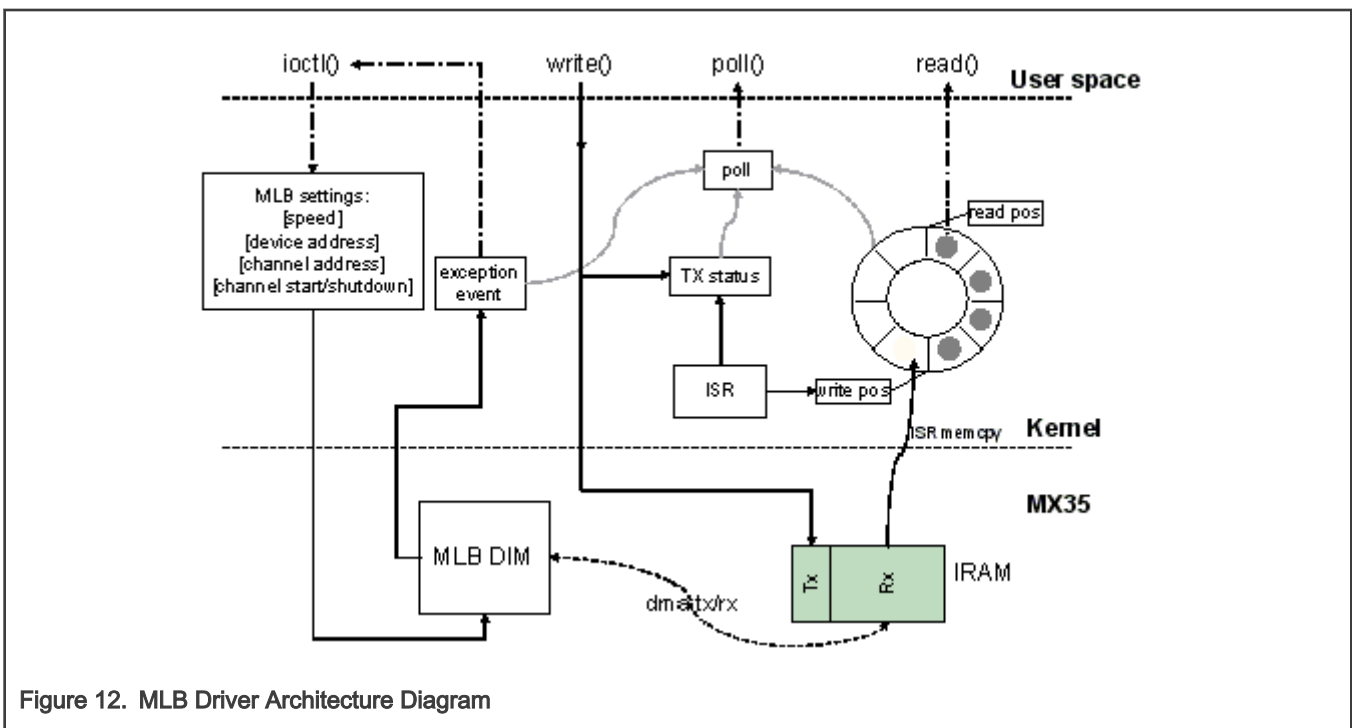 ioctl()
write()
poll()
read()
User space
poll
MLB settings:
[speed]
[device address]
[channel address]
[channel start/shutdown]
read pos
exception
event
TX status
ISR
write pos
ISR memcpy
Kernel
MX35
MLB DIM
Tx
Rx
IRAM
dma tx/rx
Figure 12. MLB Driver Architecture Diagram